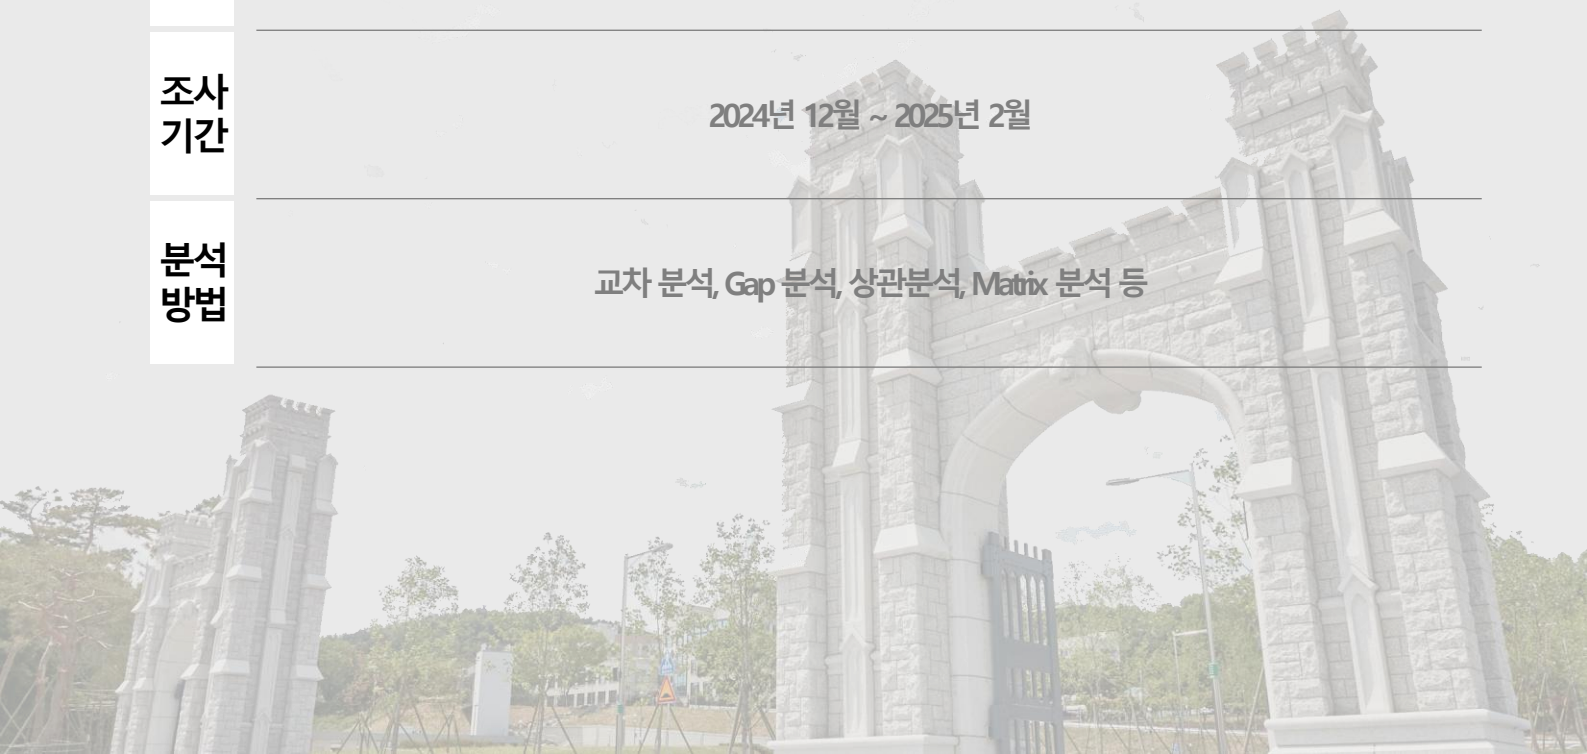 조사
기간
2024년 12월 ~ 2025년 2월
분석
방법
교차 분석, Gap 분석, 상관분석, Matrix 분석 등